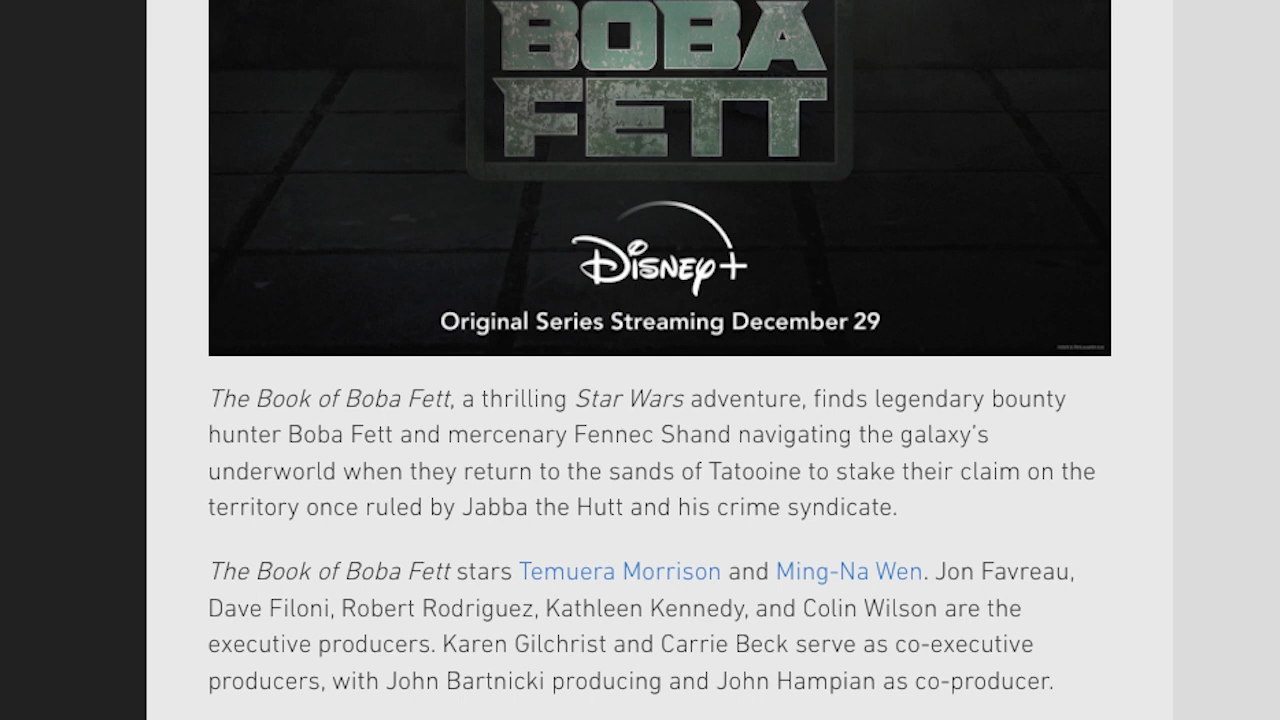 BOBA
FETT
Disney+
Original Series Streaming December 29
The Book of Boba Fett, a thrilling Star Wars adventure, finds legendary bounty
hunter Boba Fett and mercenary Fennec Shand navigating the galaxy’s
underworld when they return to the sands of Tatooine to stake their claim on the
territory once ruled by Jabba the Hutt and his crime syndicate.
The Book of Boba Fett stars Temuera Morrison and Ming-Na Wen. Jon Favreau,
Dave Filoni, Robert Rodriguez, Kathleen Kennedy, and Colin Wilson are the
executive producers. Karen Gilchrist and Carrie Beck serve as co-executive
producers, with John Bartnicki producing and John Hampian as co-producer.